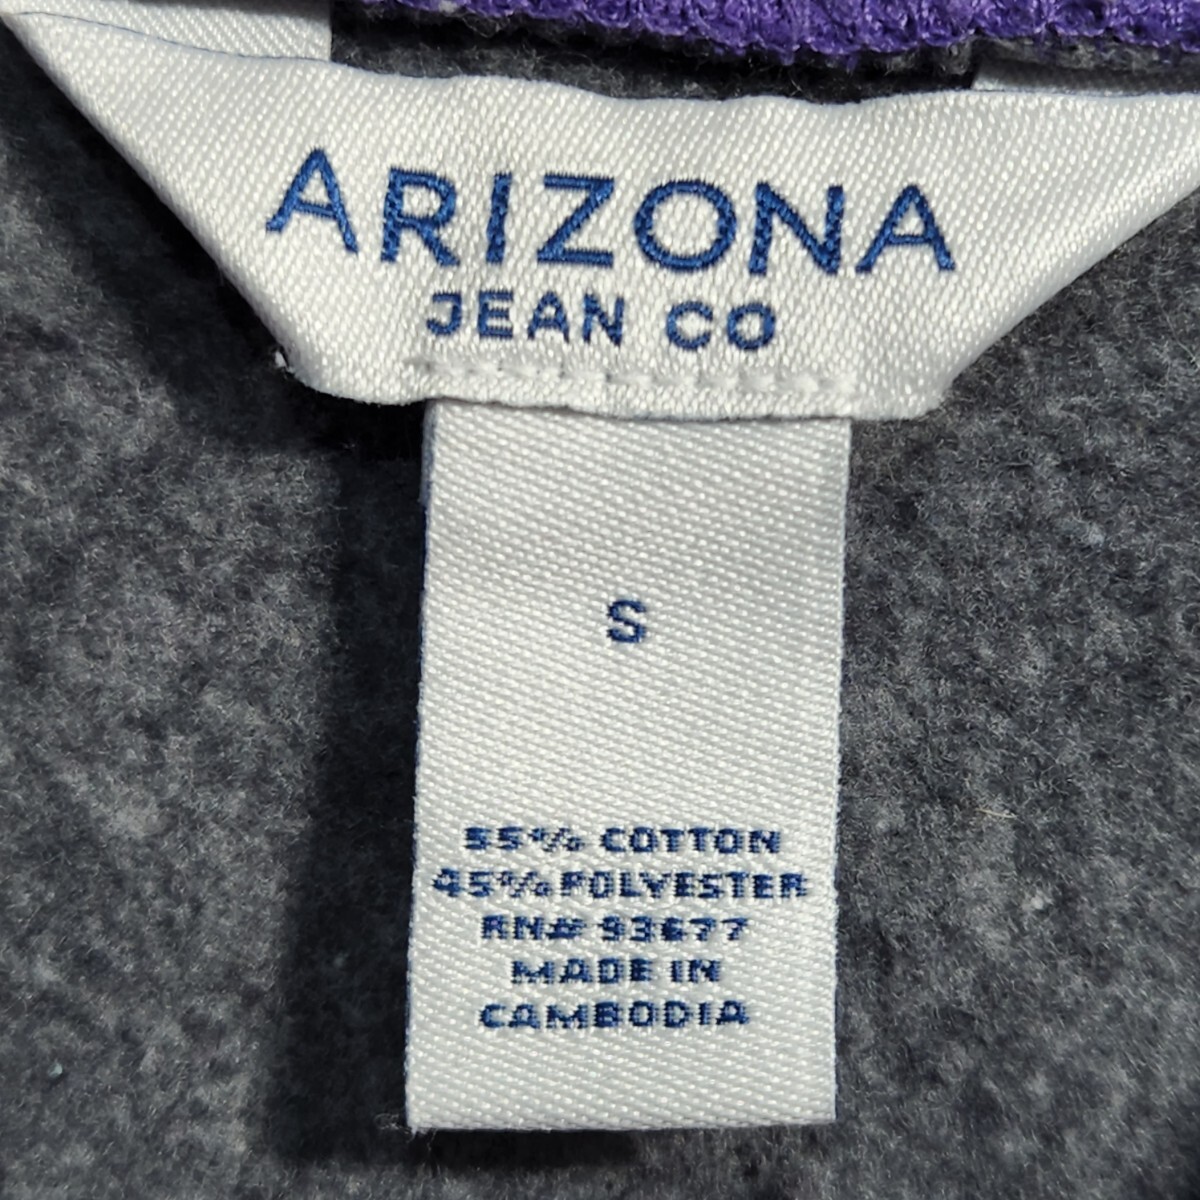 ARIZONA
JEAN CO
S
55% COTTON
45% POLYESTER
RN# 93677
MADE IN
CAMBODIA